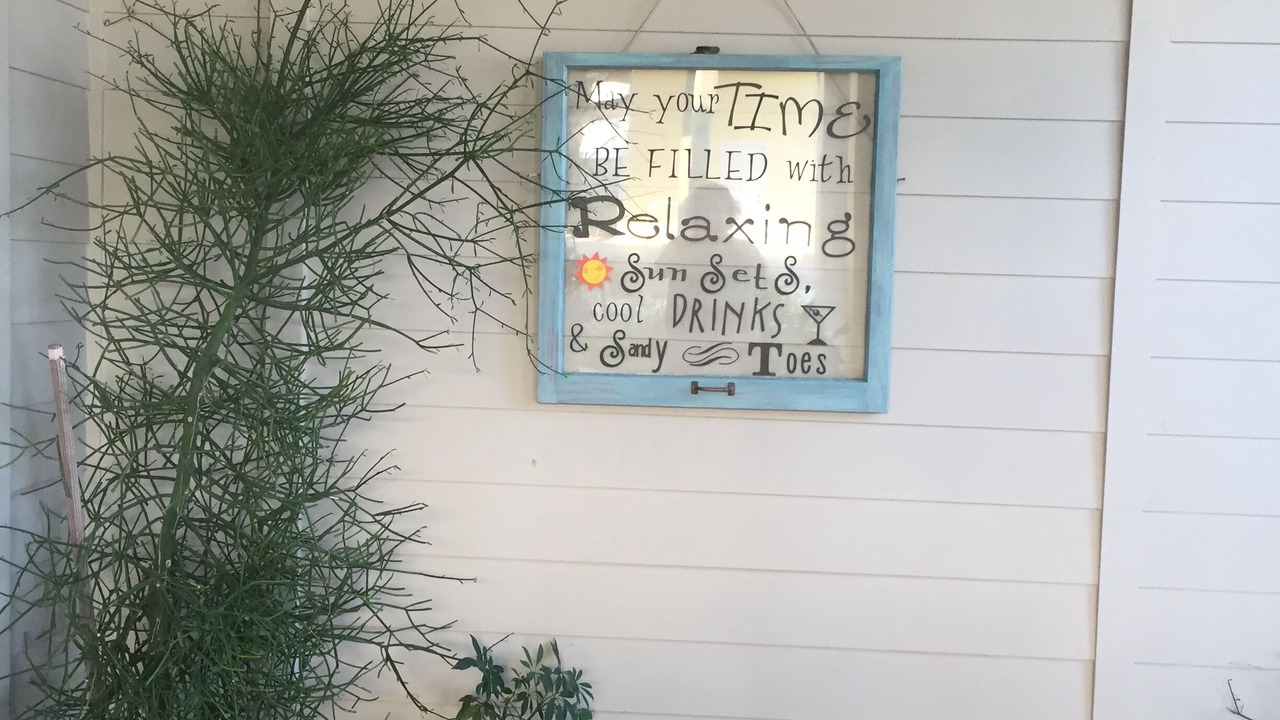 May your TIME
BE FILLED with
Relaxing
Sun Sets,
cool DRINKS
& Sandy Toes